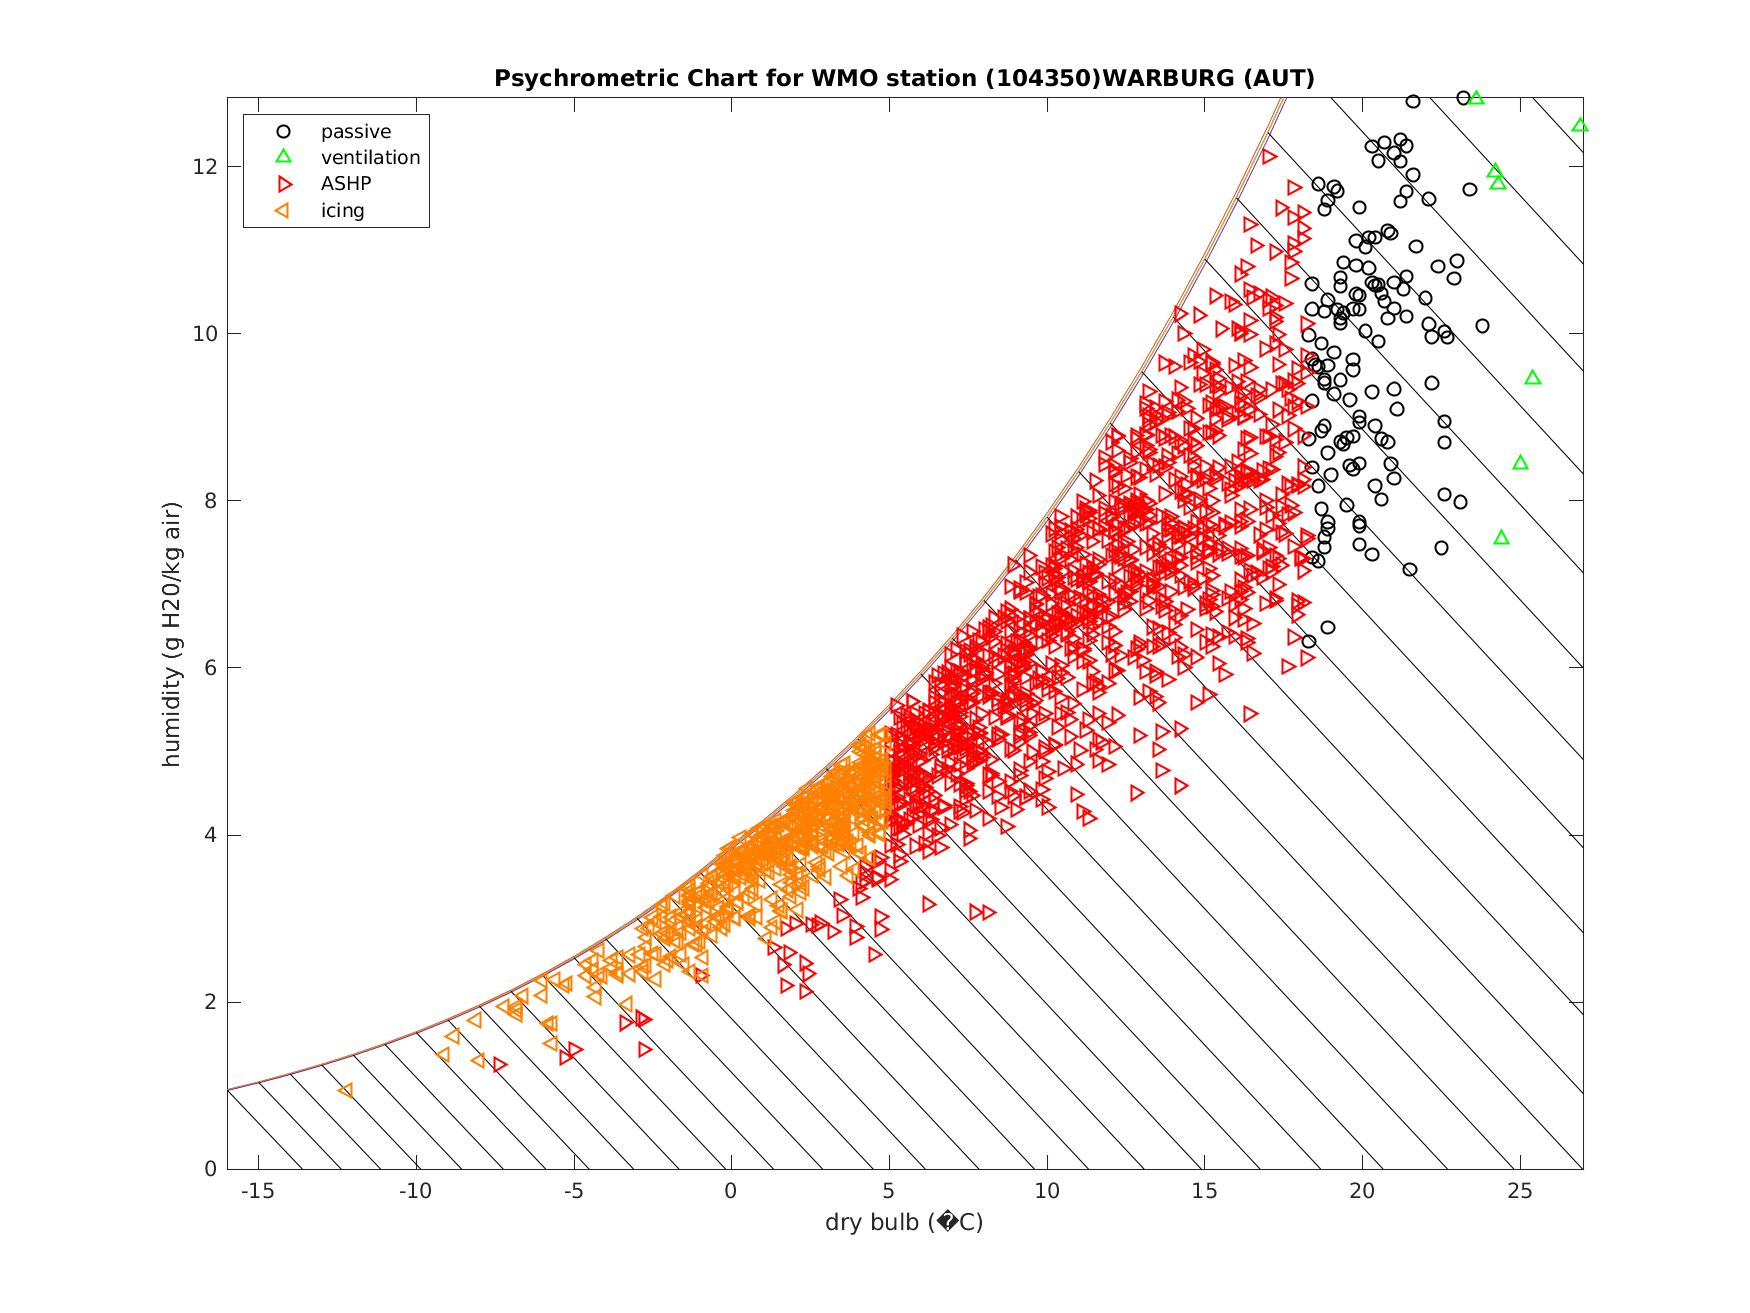 Psychrometric Chart for WMO station (104350)WARBURG (AUT)
passive
ventilation
ASHP
icing
humidity (g H20/kg air)
12
10
8
6
4
2
0
-15 -10 -5 0 5 10 15 20 25
dry bulb (�C)